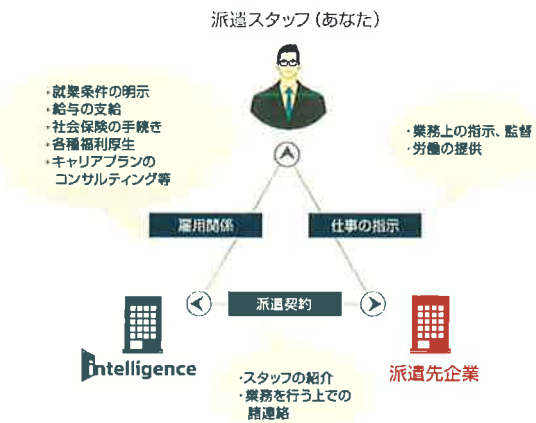 派遣スタッフ（あなた）
・就業条件の明示
・給与の支給
・社会保険の手続き
・各種福利厚生
・キャリアプランの
コンサルティング等
・業務上の指示、監督
・労働の提供
雇用関係
仕事の指示
派遣契約
intelligence
派遣先企業
・スタッフの紹介
・業務を行う上での
諸連絡